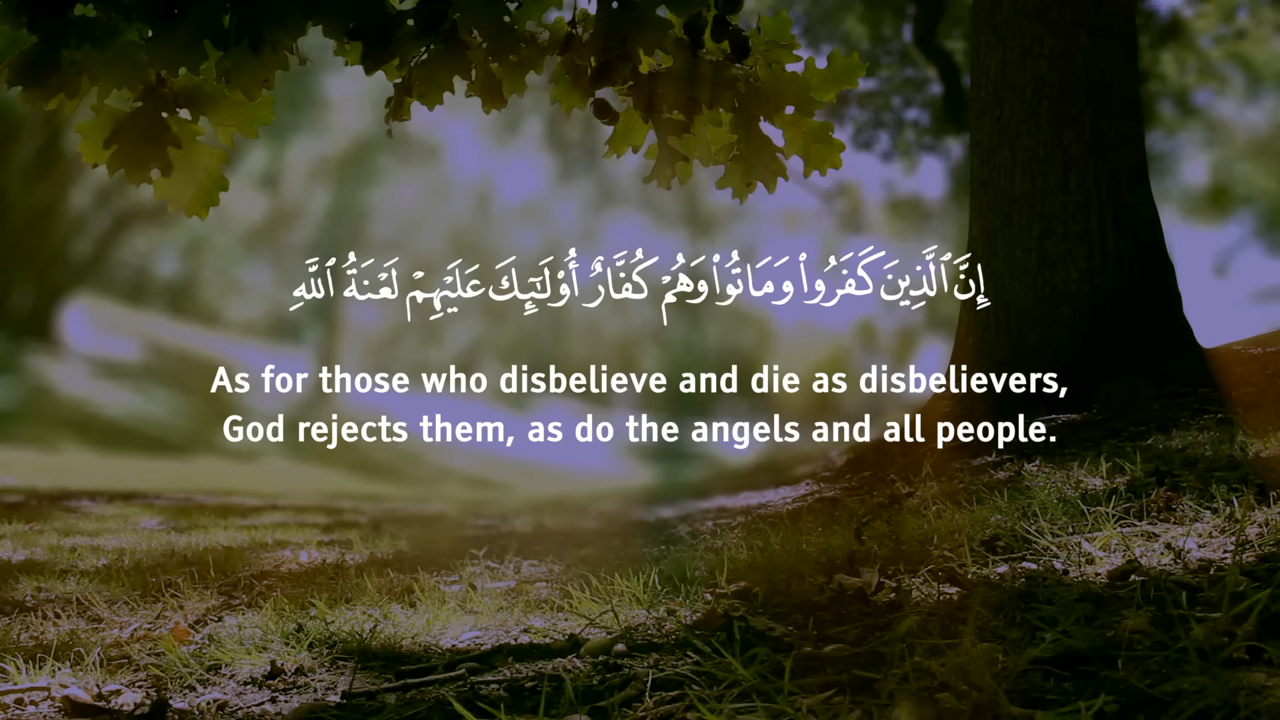 إِنَّ ٱلَّذِينَ كَفَرُوا۟ وَمَاتُوا۟ وَهُمْ كُفَّارٌ أُو۟لَـٰٓئِكَ عَلَيْهِمْ لَعْنَةُ ٱللَّهِ
As for those who disbelieve and die as disbelievers,
God rejects them, as do the angels and all people.